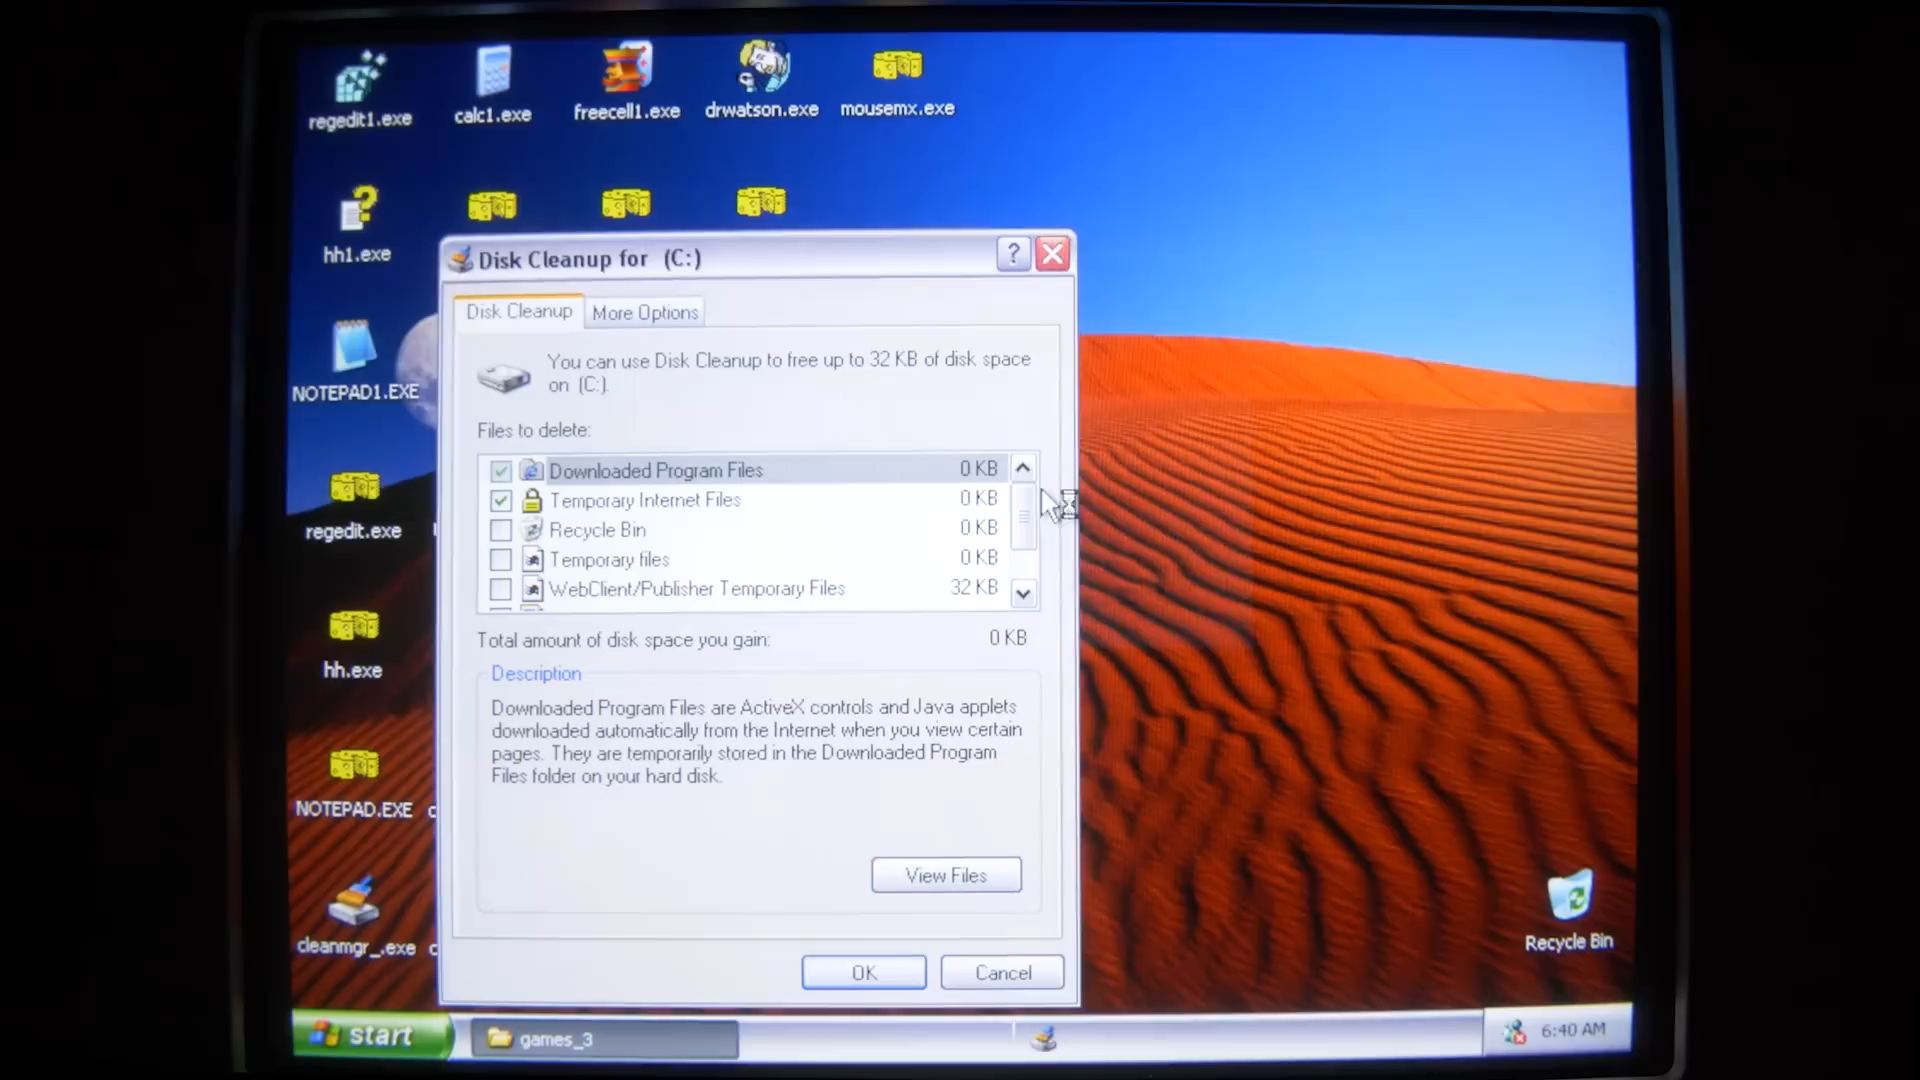 regedit1.exe
calc1.exe
freecell1.exe
drwatson.exe
mousemx.exe
hh1.exe
NOTEPAD1.EXE
regedit.exe
hh.exe
NOTEPAD.EXE
cleanmgr_.exe
Disk Cleanup for (C:)
?
Disk Cleanup
More Options
You can use Disk Cleanup to free up to 32 KB of disk space
on (C:).
Files to delete:
Downloaded Program Files 0 KB
Temporary Internet Files 0 KB
Recycle Bin 0 KB
Temporary files 0 KB
WebClient/Publisher Temporary Files 32 KB
Total amount of disk space you gain: 0 KB
Description
Downloaded Program Files are ActiveX controls and Java applets
downloaded automatically from the Internet when you view certain
pages. They are temporarily stored in the Downloaded Program
Files folder on your hard disk.
View Files
OK
Cancel
Recycle Bin
start
games_3
6:40 AM